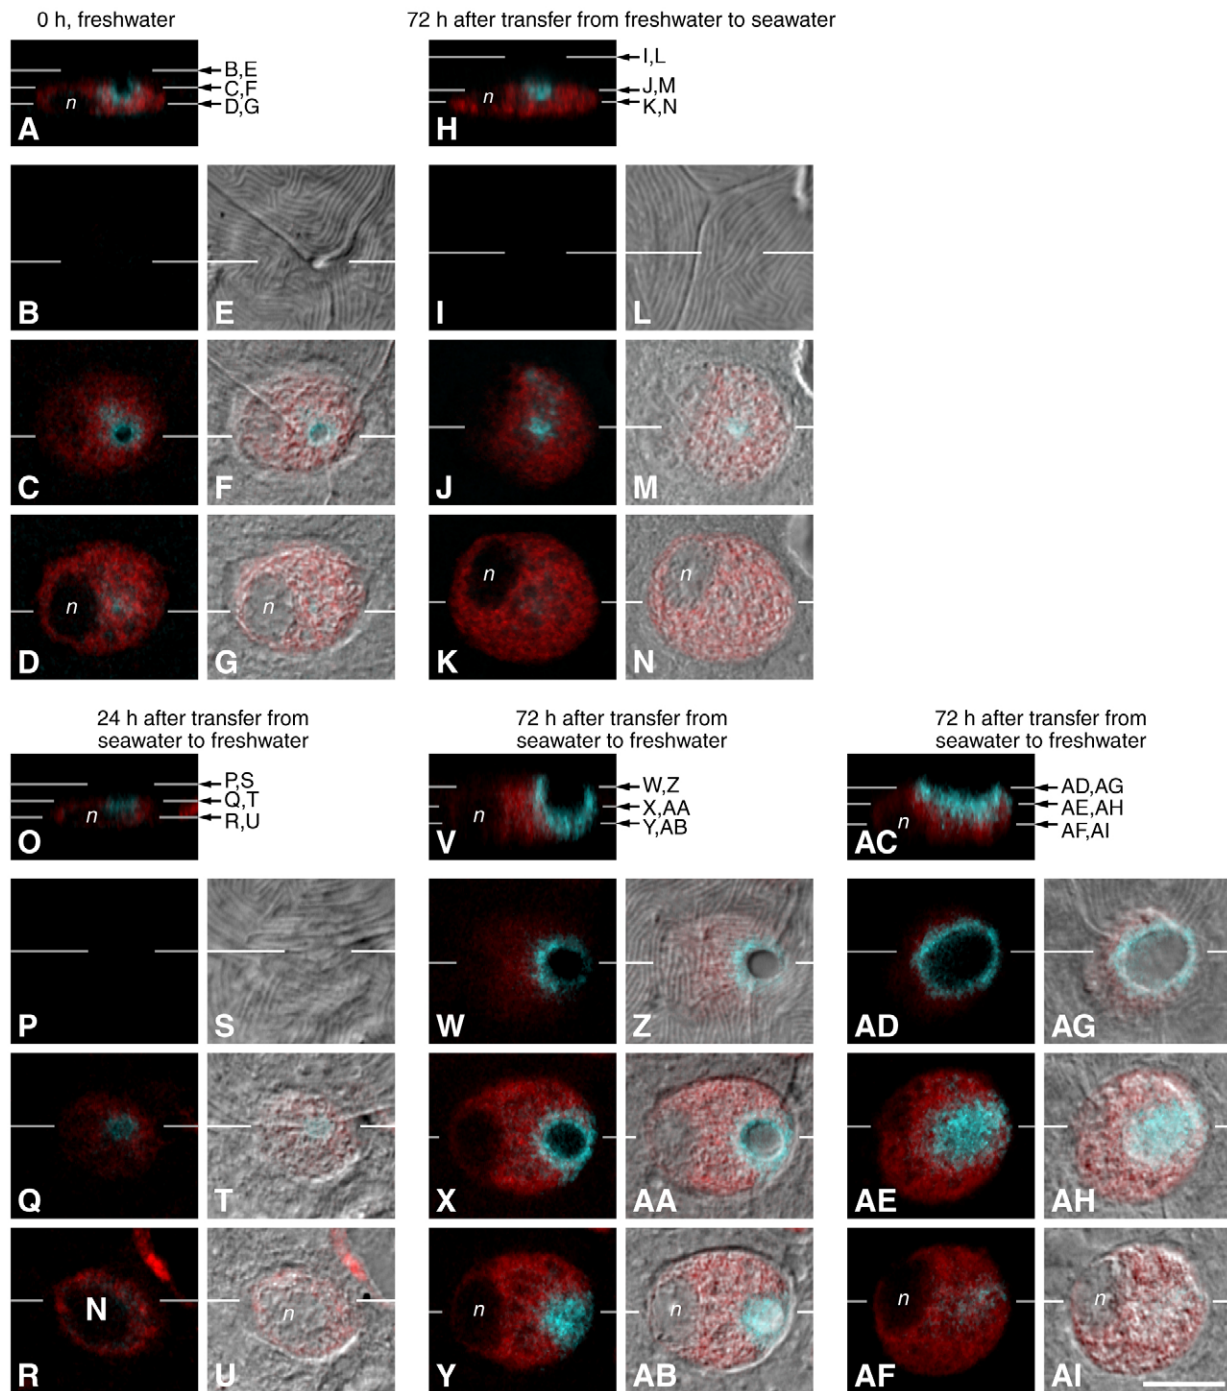 0 h, freshwater
72 h after transfer from freshwater to seawater
B,E
C,F
D,G
n
A
I,L
J,M
K,N
n
H
B
E
I
L
C
F
J
M
n
D
n
G
n
K
n
N
24 h after transfer from
seawater to freshwater
72 h after transfer from
seawater to freshwater
72 h after transfer from
seawater to freshwater
P,S
Q,T
R,U
n
O
W,Z
X,AA
Y,AB
n
V
AD,AG
AE,AH
AF,AI
n
AC
P
S
W
Z
AD
AG
Q
T
X
AA
AE
AH
N
R
n
U
n
Y
n
AB
n
AF
n
AI